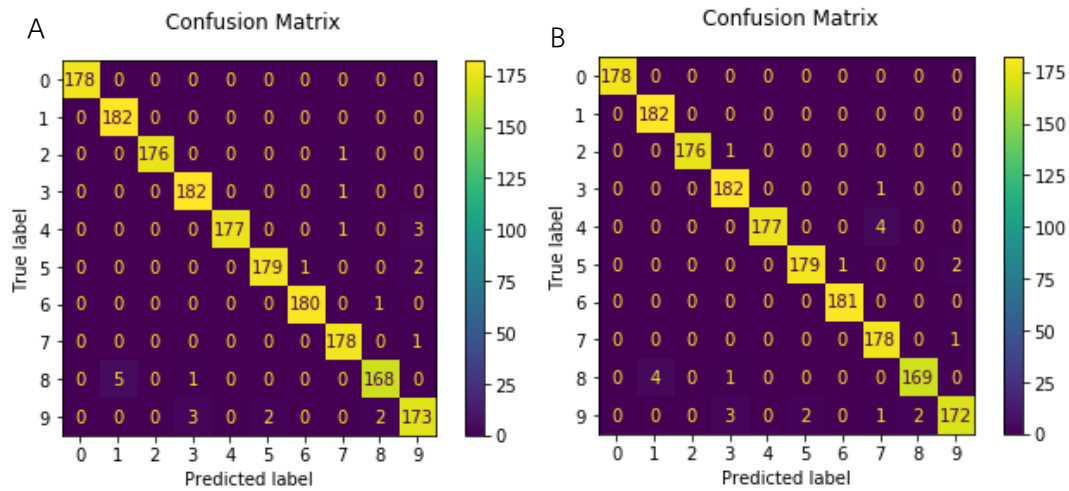 A
Confusion Matrix
0 178 0 0 0 0 0 0 0 0 0
1 0 182 0 0 0 0 0 0 0 0
2 0 0 176 0 0 0 0 1 0 0
3 0 0 0 182 0 0 0 1 0 0
4 0 0 0 0 177 0 0 1 0 3
5 0 0 0 0 0 179 1 0 0 2
6 0 0 0 0 0 0 180 0 1 0
7 0 0 0 0 0 0 0 178 0 1
8 0 5 0 1 0 0 0 0 168 0
9 0 0 0 3 0 2 0 0 2 173
0 1 2 3 4 5 6 7 8 9
Predicted label
True label
175
150
125
100
75
50
25
0
B
Confusion Matrix
0 178 0 0 0 0 0 0 0 0 0
1 0 182 0 0 0 0 0 0 0 0
2 0 0 176 1 0 0 0 0 0 0
3 0 0 0 182 0 0 0 1 0 0
4 0 0 0 0 177 0 0 4 0 0
5 0 0 0 0 0 179 1 0 0 2
6 0 0 0 0 0 0 181 0 0 0
7 0 0 0 0 0 0 0 178 0 1
8 0 4 0 1 0 0 0 0 169 0
9 0 0 0 3 0 2 0 1 2 172
0 1 2 3 4 5 6 7 8 9
Predicted label
True label
175
150
125
100
75
50
25
0